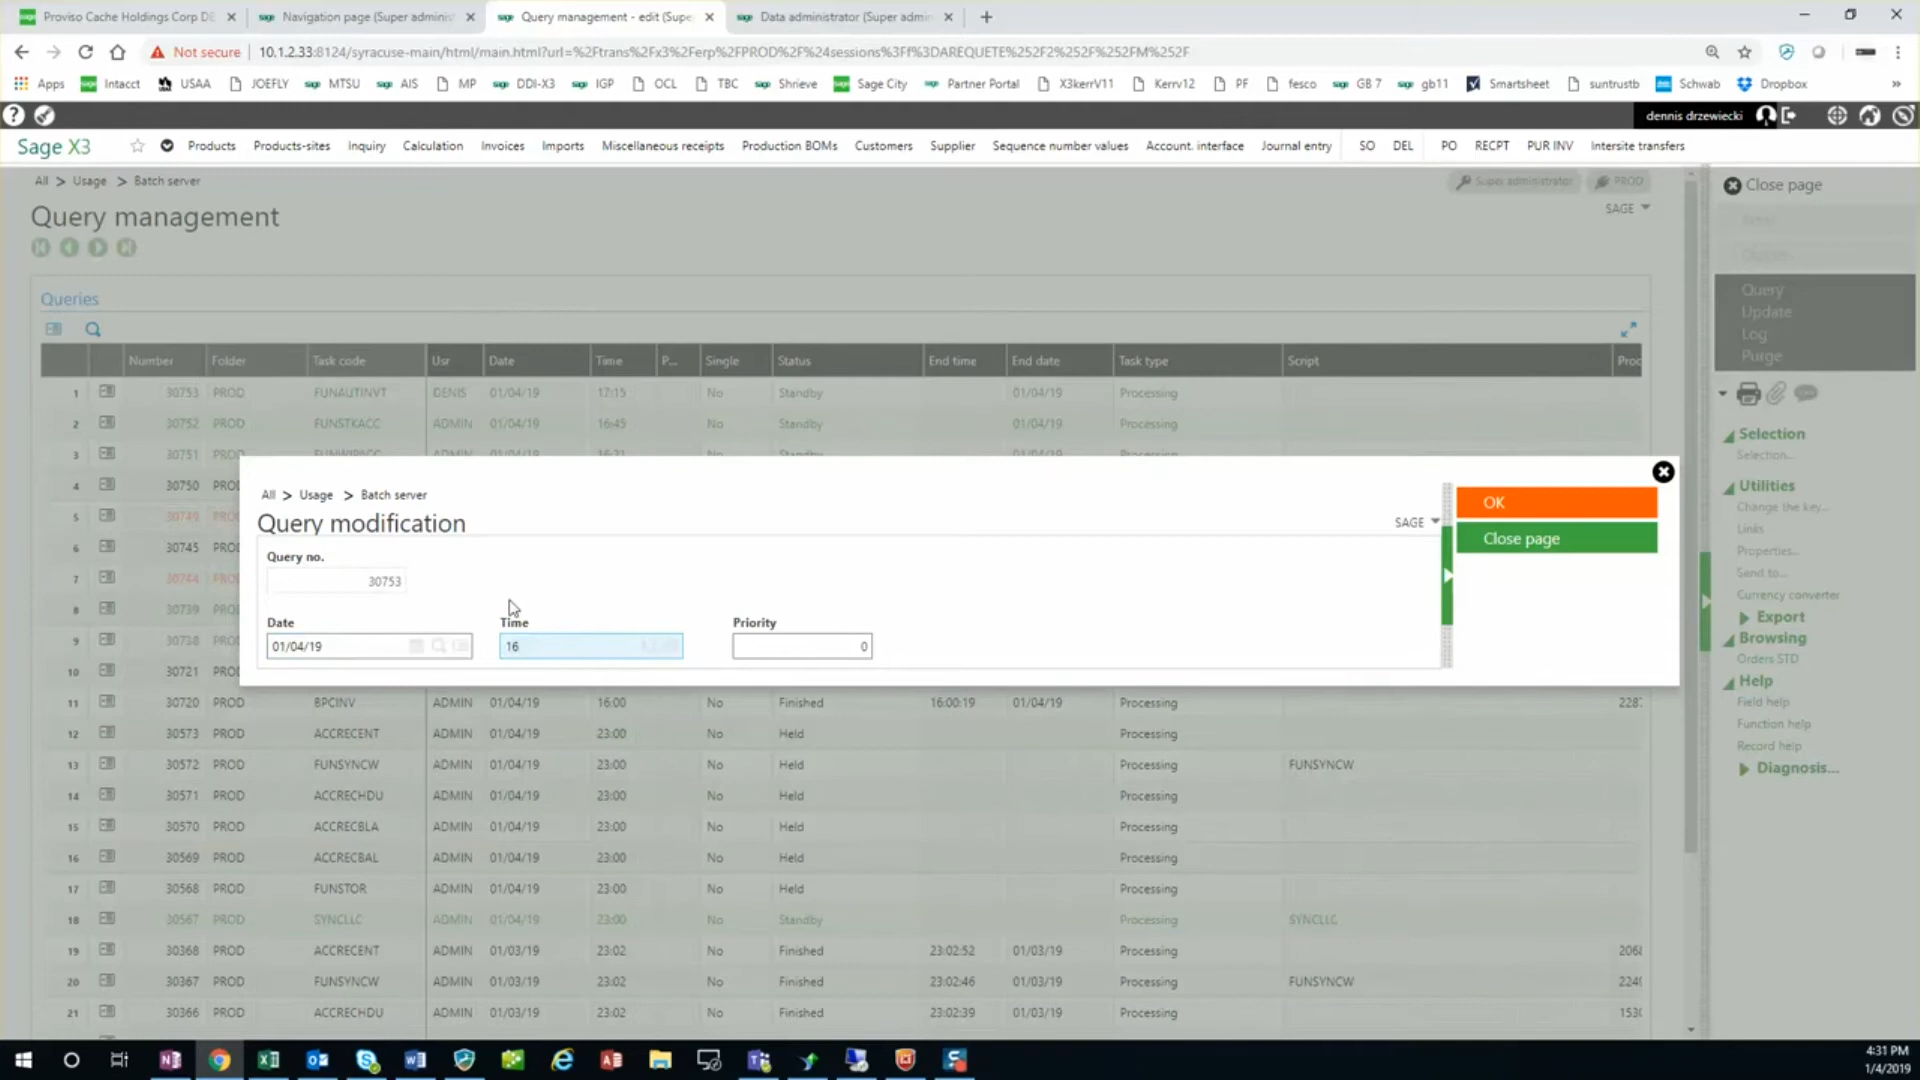 Proviso Cache Holdings Corp DE
Navigation page (Super administ
Query management - edit (Supe
Data administrator (Super admin
Not secure
10.1.2.33:8124/syracuse-main/html/main.html?url=%2Ftrans%2Fx3%2Ferp%2FPROD%2F%24sessions%3Ff%3DAREQUETE%252F2%252F%252FM%252F
Apps Intacct USAA JOEFLY MTSU AIS MP DDI-X3 IGP OCL TBC Shrieve Sage City Partner Portal X3kerrV11 Kerrv12 PF fesco GB 7 gb11 Smartsheet suntrustb Schwab Dropbox »
dennis drzewiecki
Sage X3 Products Products-sites Inquiry Calculation Invoices Imports Miscellaneous receipts Production BOMs Customers Supplier Sequence number values Account. interface Journal entry SO DEL PO RECPT PUR INV Intersite transfers
All > Usage > Batch server
Super administrator PROD
Query management
SAGE
Queries
Number Folder Task code Usr Date Time P... Single Status End time End date Task type Script Proc
1 30753 PROD FUNAUTINVT DENIS 01/04/19 17:15 No Standby 01/04/19 Processing
2 30752 PROD FUNSTKACC ADMIN 01/04/19 16:45 No Standby 01/04/19 Processing
3 30751 PROD FUNWIPACC ADMIN 01/04/19 16:31 No Standby 01/04/19 Processing
4 30750 PROD
5 30749 PROD
6 30745 PROD
7 30744 PROD
8 30739 PROD
9 30738 PROD
10 30721 PROD
11 30720 PROD BPCINV ADMIN 01/04/19 16:00 No Finished 16:00:19 01/04/19 Processing 2287
12 30573 PROD ACCRECENT ADMIN 01/04/19 23:00 No Held Processing
13 30572 PROD FUNSYNCW ADMIN 01/04/19 23:00 No Held Processing FUNSYNCW
14 30571 PROD ACCRECHDU ADMIN 01/04/19 23:00 No Held Processing
15 30570 PROD ACCRECBLA ADMIN 01/04/19 23:00 No Held Processing
16 30569 PROD ACCRECBAL ADMIN 01/04/19 23:00 No Held Processing
17 30568 PROD FUNSTOR ADMIN 01/04/19 23:00 No Held Processing
18 30567 PROD SYNCLLC ADMIN 01/04/19 23:00 No Standby Processing SYNCLLC
19 30368 PROD ACCRECENT ADMIN 01/03/19 23:02 No Finished 23:02:52 01/03/19 Processing 2068
20 30367 PROD FUNSYNCW ADMIN 01/03/19 23:02 No Finished 23:02:46 01/03/19 Processing FUNSYNCW
21 30366 PROD ACCRECHDU ADMIN 01/03/19 23:02 No Finished 23:02:39 01/03/19 Processing
All > Usage > Batch server
Query modification
SAGE
Query no.
30753
Date Time Priority
01/04/19 16 0
OK
Close page
Close page
Query
Update
Log
Purge
Selection
Selection...
Utilities
Change the key...
Links
Properties...
Send to...
Currency converter
Export
Browsing
Orders STD
Help
Field help
Function help
Record help
Diagnosis...
4:31 PM
1/4/2019